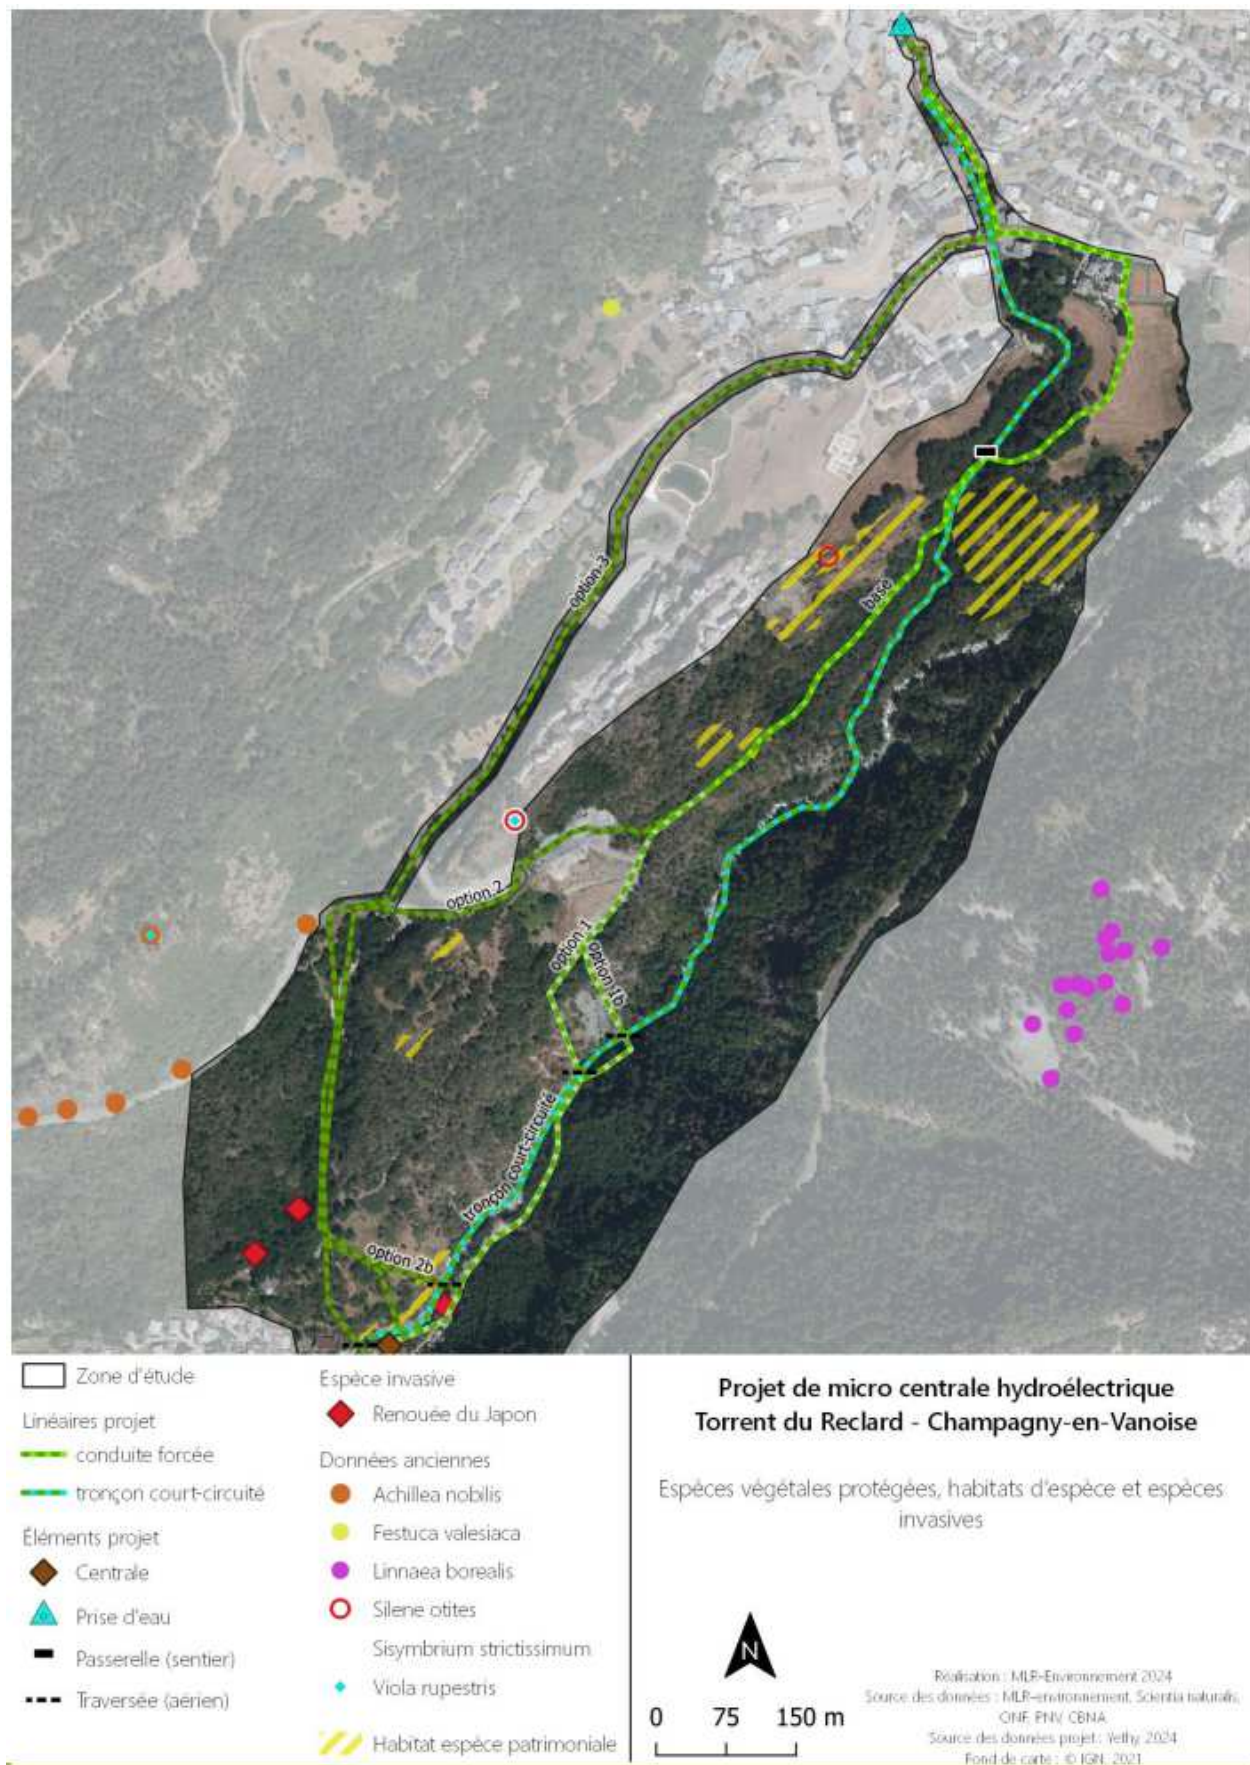 option 3
base
option 2
option 1
option 1b
tronçon court-circuité
option 2b
Zone d'étude
Linéaires projet
conduite forcée
tronçon court-circuité
Éléments projet
Centrale
Prise d'eau
Passerelle (sentier)
Traversée (aérien)
Espèce invasive
Renouée du Japon
Données anciennes
Achillea nobilis
Festuca valesiaca
Linnaea borealis
Silene otites
Sisymbrium strictissimum
Viola rupestris
Habitat espèce patrimoniale
Projet de micro centrale hydroélectrique
Torrent du Reclard - Champagny-en-Vanoise
Espèces végétales protégées, habitats d'espèce et espèces
invasives
N
0 75 150 m
Réalisation : MLR-Environnement 2024
Source des données : MLR-environnement, Scientia naturalis,
ONF, PNV, CBNA
Source des données projet : Yethy, 2024
Fond de carte : © IGN, 2021